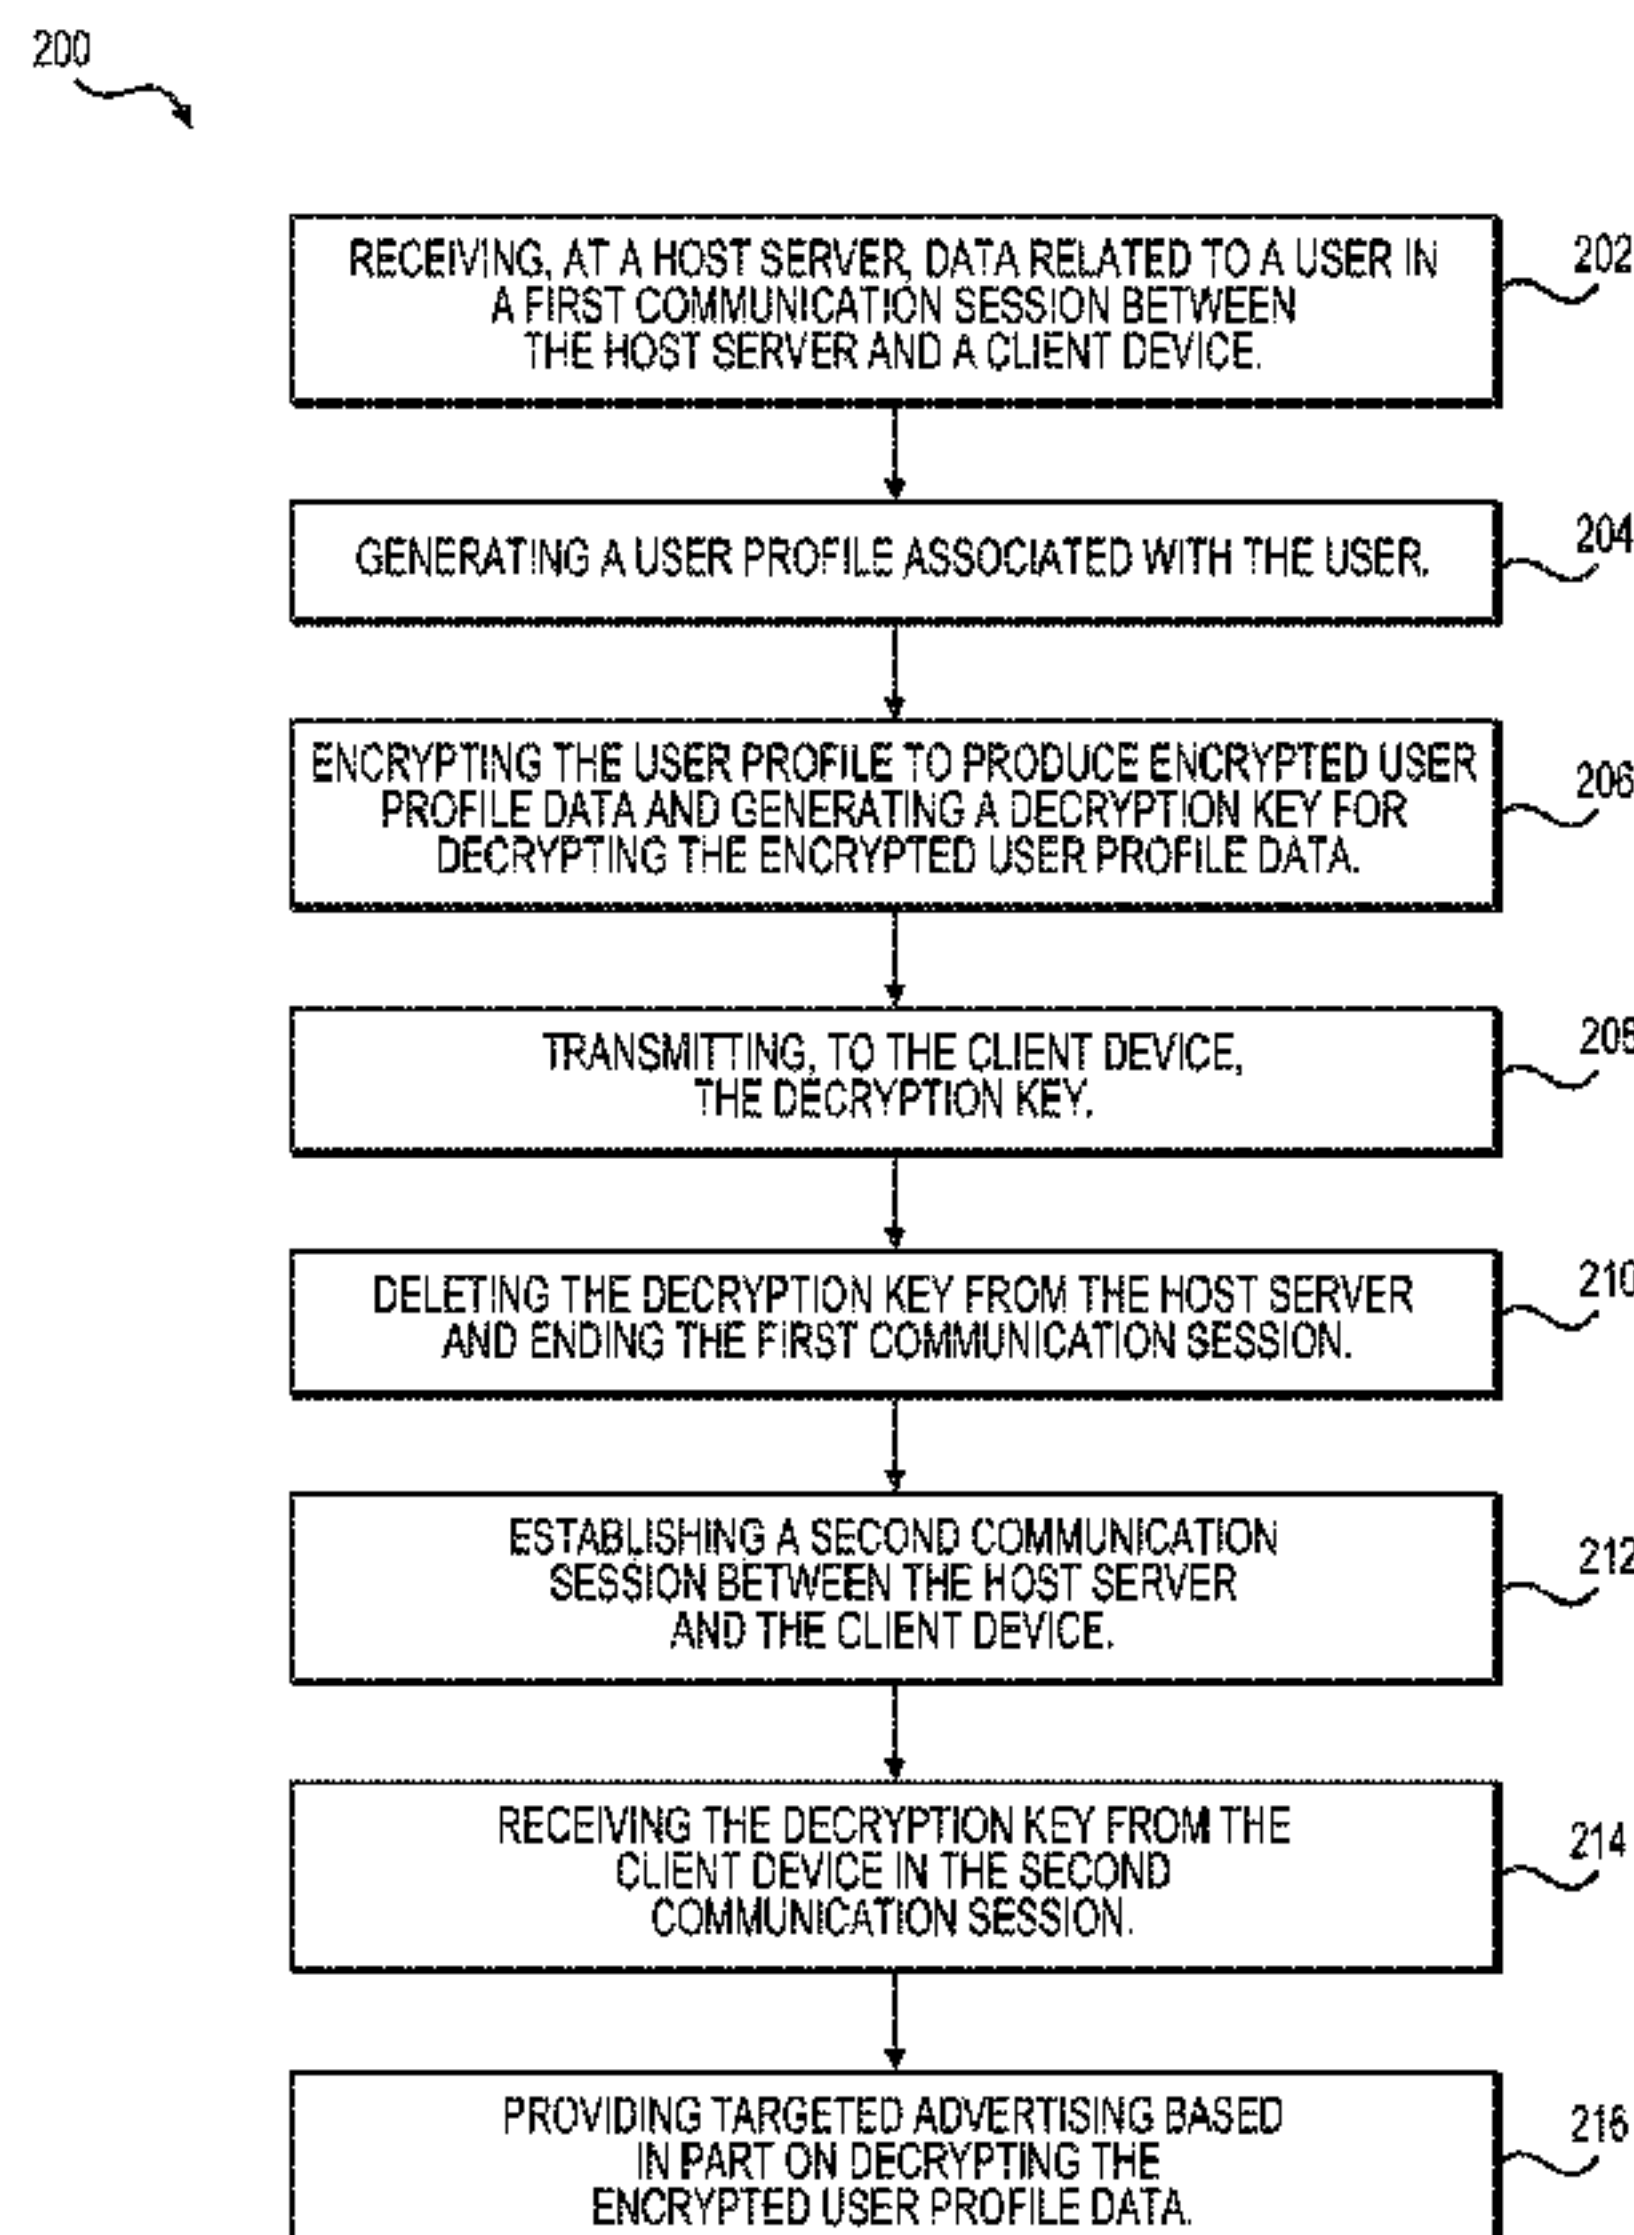 200
RECEIVING, AT A HOST SERVER, DATA RELATED TO A USER IN
A FIRST COMMUNICATION SESSION BETWEEN
THE HOST SERVER AND A CLIENT DEVICE.
202
GENERATING A USER PROFILE ASSOCIATED WITH THE USER.
204
ENCRYPTING THE USER PROFILE TO PRODUCE ENCRYPTED USER
PROFILE DATA AND GENERATING A DECRYPTION KEY FOR
DECRYPTING THE ENCRYPTED USER PROFILE DATA.
206
TRANSMITTING, TO THE CLIENT DEVICE,
THE DECRYPTION KEY.
208
DELETING THE DECRYPTION KEY FROM THE HOST SERVER
AND ENDING THE FIRST COMMUNICATION SESSION.
210
ESTABLISHING A SECOND COMMUNICATION
SESSION BETWEEN THE HOST SERVER
AND THE CLIENT DEVICE.
212
RECEIVING THE DECRYPTION KEY FROM THE
CLIENT DEVICE IN THE SECOND
COMMUNICATION SESSION.
214
PROVIDING TARGETED ADVERTISING BASED
IN PART ON DECRYPTING THE
ENCRYPTED USER PROFILE DATA.
216